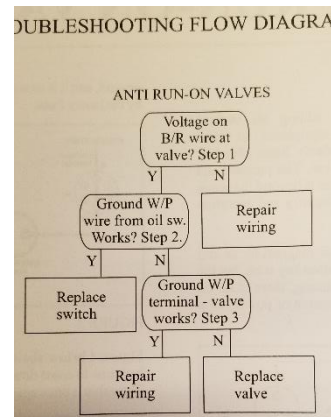 OUBLESHOOTING FLOW DIAGRA
ANTI RUN-ON VALVES
Voltage on
B/R wire at
valve? Step 1
Y N
Ground W/P
wire from oil sw.
Works? Step 2.
Repair
wiring
Y N
Replace
switch
Ground W/P
terminal - valve
works? Step 3
Y N
Repair
wiring
Replace
valve